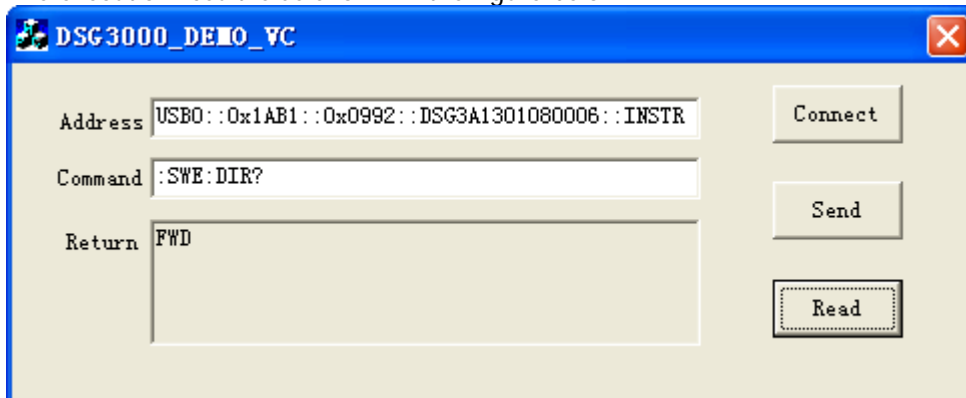 DSG3000_DEMO_VC
Address USB0::0x1AB1::0x0992::DSG3A1301080006::INSTR Connect
Command :SWE:DIR?
Send
Return FWD
Read